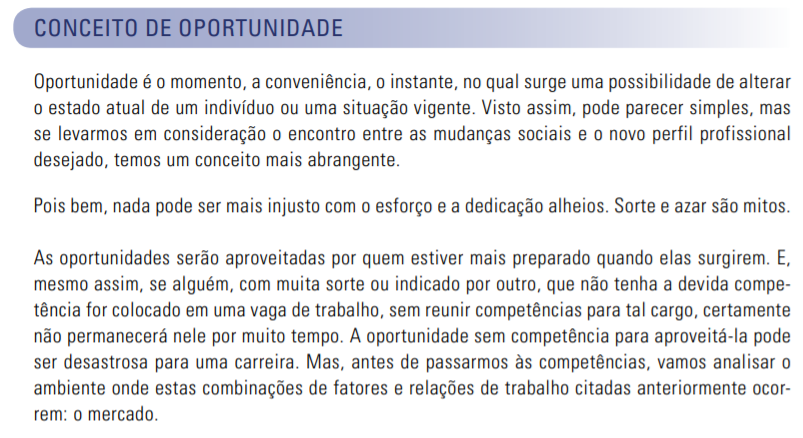 CONCEITO DE OPORTUNIDADE
Oportunidade é o momento, a conveniência, o instante, no qual surge uma possibilidade de alterar
o estado atual de um indivíduo ou uma situação vigente. Visto assim, pode parecer simples, mas
se levarmos em consideração o encontro entre as mudanças sociais e o novo perfil profissional
desejado, temos um conceito mais abrangente.
Pois bem, nada pode ser mais injusto com o esforço e a dedicação alheios. Sorte e azar são mitos.
As oportunidades serão aproveitadas por quem estiver mais preparado quando elas surgirem. E,
mesmo assim, se alguém, com muita sorte ou indicado por outro, que não tenha a devida compe-
tência for colocado em uma vaga de trabalho, sem reunir competências para tal cargo, certamente
não permanecerá nele por muito tempo. A oportunidade sem competência para aproveitá-la pode
ser desastrosa para uma carreira. Mas, antes de passarmos às competências, vamos analisar o
ambiente onde estas combinações de fatores e relações de trabalho citadas anteriormente ocor-
rem: o mercado.